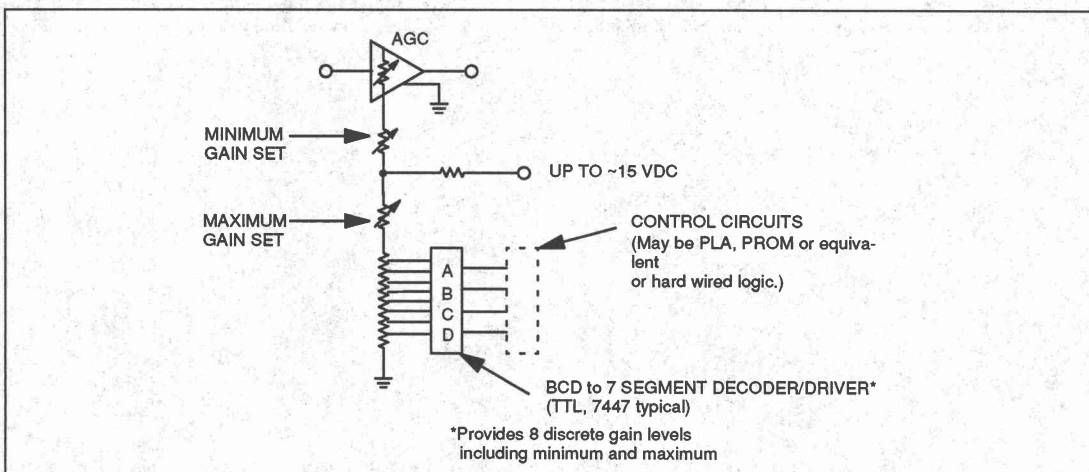 AGC
MINIMUM
GAIN SET
UP TO ~15 VDC
MAXIMUM
GAIN SET
CONTROL CIRCUITS
(May be PLA, PROM or equiva-
lent
or hard wired logic.)
A
B
C
D
BCD to 7 SEGMENT DECODER/DRIVER*
(TTL, 7447 typical)
*Provides 8 discrete gain levels
including minimum and maximum